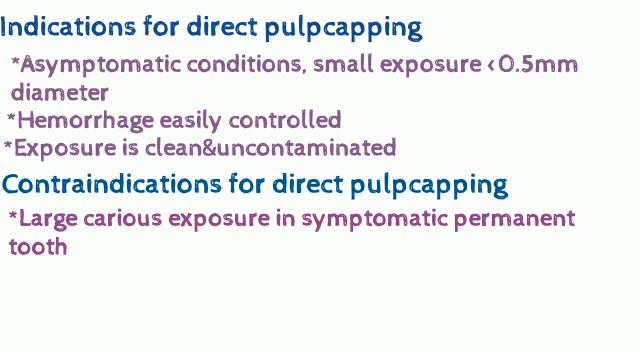 Indications for direct pulpcapping
*Asymptomatic conditions, small exposure <0.5mm
diameter
*Hemorrhage easily controlled
*Exposure is clean&uncontaminated
Contraindications for direct pulpcapping
*Large carious exposure in symptomatic permanent
tooth